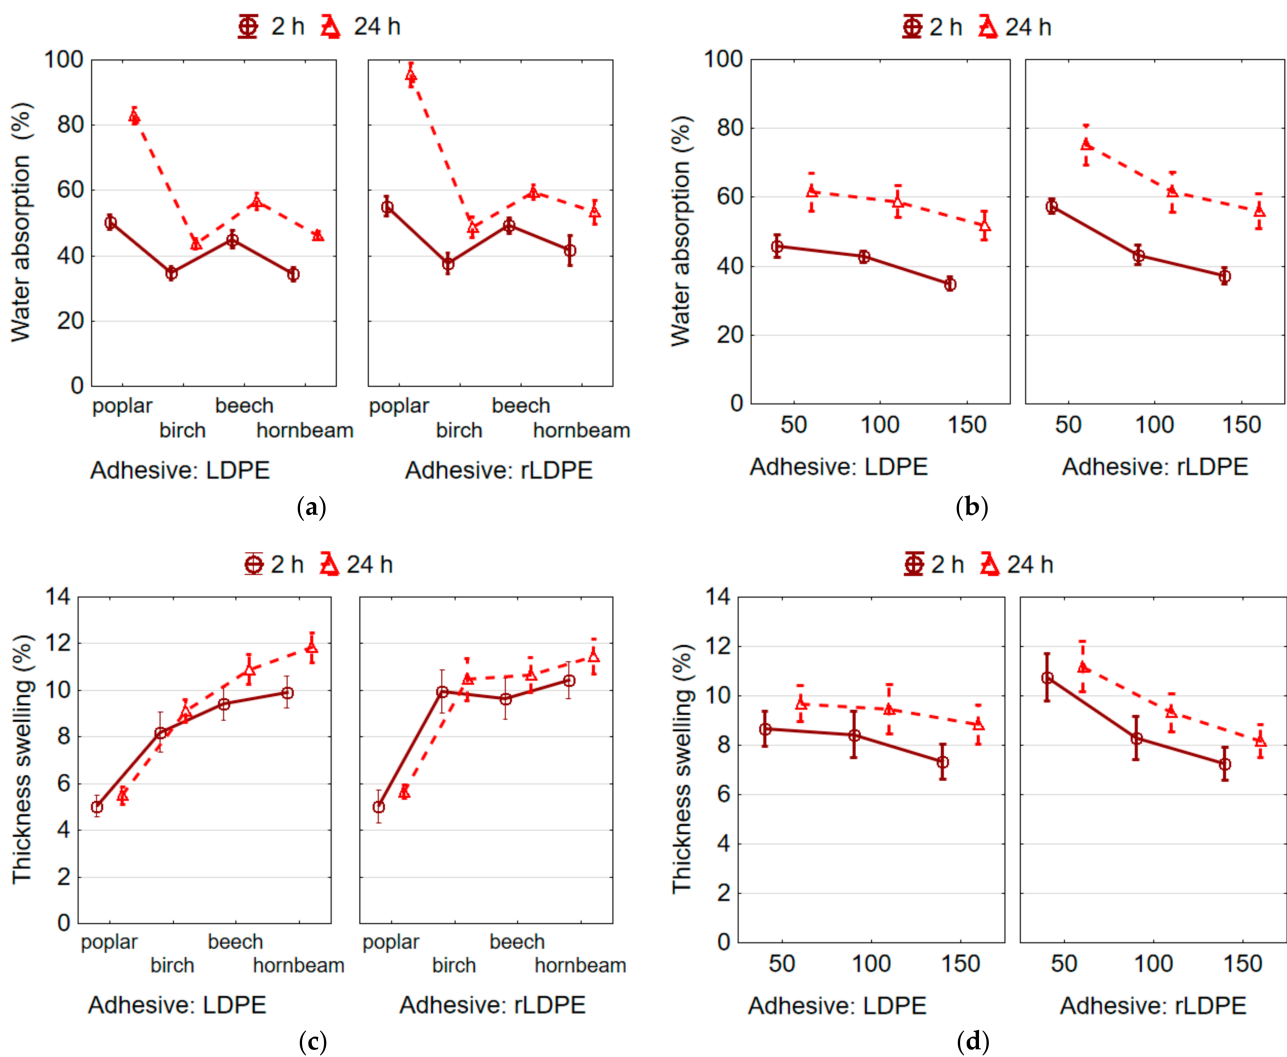 2 h 24 h
100
80
60
40
20
0
Water absorption (%)
poplar beech poplar beech
birch hornbeam birch hornbeam
Adhesive: LDPE Adhesive: rLDPE
(a)
2 h 24 h
100
80
60
40
20
0
Water absorption (%)
50 100 150 50 100 150
Adhesive: LDPE Adhesive: rLDPE
(b)
2 h 24 h
14
12
10
8
6
4
2
0
Thickness swelling (%)
poplar beech poplar beech
birch hornbeam birch hornbeam
Adhesive: LDPE Adhesive: rLDPE
(c)
2 h 24 h
14
12
10
8
6
4
2
0
Thickness swelling (%)
50 100 150 50 100 150
Adhesive: LDPE Adhesive: rLDPE
(d)